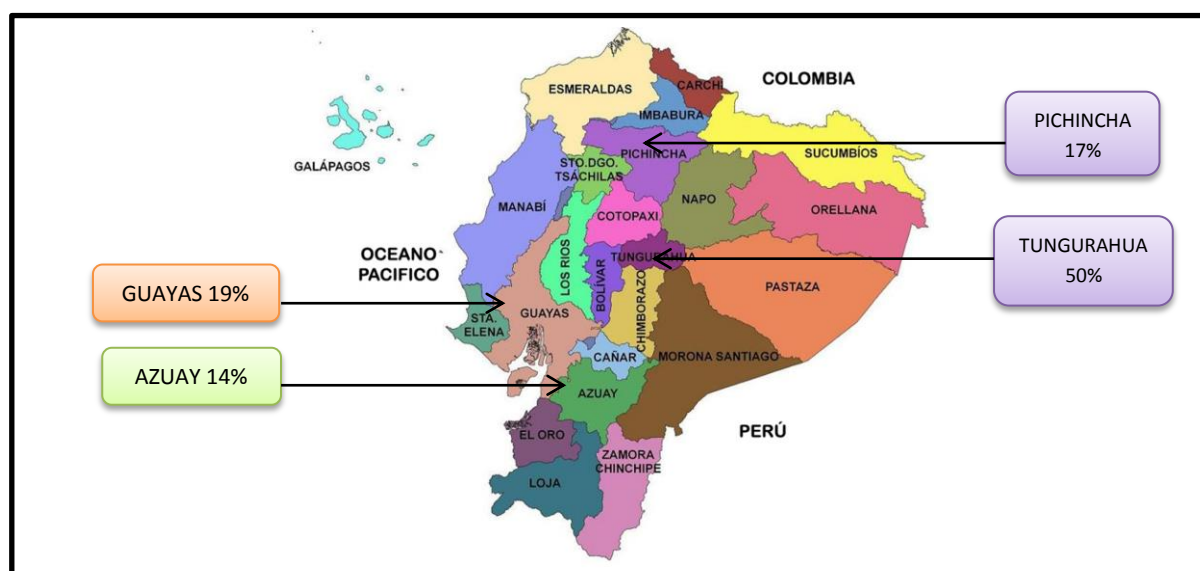 ESMERALDAS
CARCHI
COLOMBIA
IMBABURA
PICHINCHA
17%
GALÁPAGOS
PICHINCHA
SUCUMBÍOS
STO.DGO.
TSÁCHILAS
MANABÍ
COTOPAXI
NAPO
ORELLANA
OCEANO
PACIFICO
LOS RIOS
BOLÍVAR
TUNGURAHUA
TUNGURAHUA
50%
GUAYAS 19%
CHIMBORAZO
PASTAZA
STA.
ELENA
GUAYAS
CAÑAR
MORONA SANTIAGO
AZUAY 14%
AZUAY
PERÚ
EL ORO
ZAMORA
CHINCHIPE
LOJA